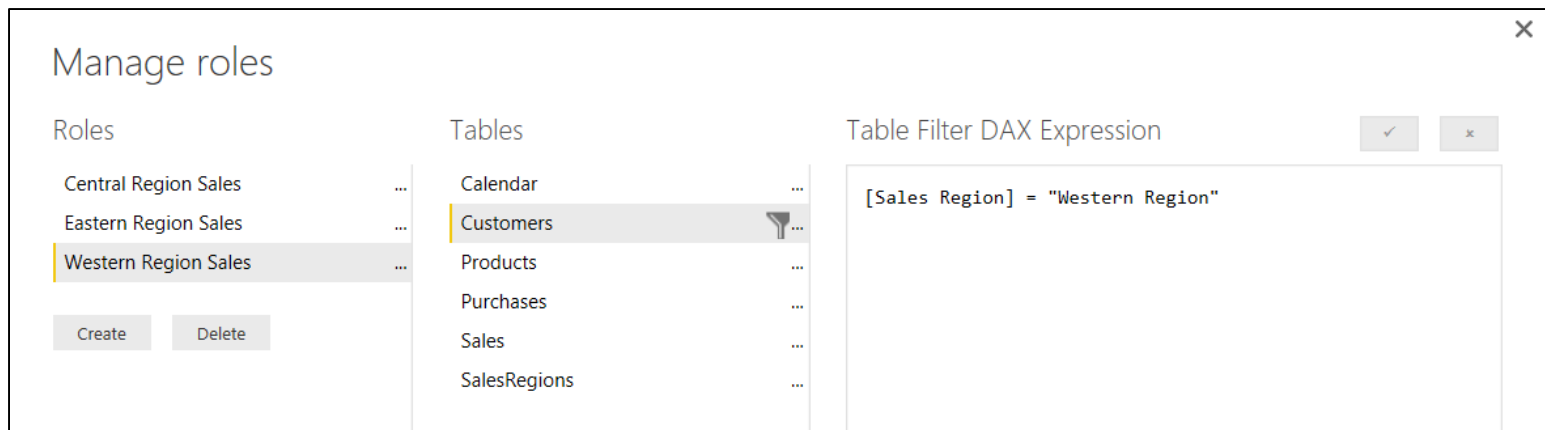 Manage roles
Roles
Central Region Sales ...
Eastern Region Sales ...
Western Region Sales ...
Create Delete
Tables
Calendar ...
Customers ...
Products ...
Purchases ...
Sales ...
SalesRegions ...
Table Filter DAX Expression
[Sales Region] = "Western Region"